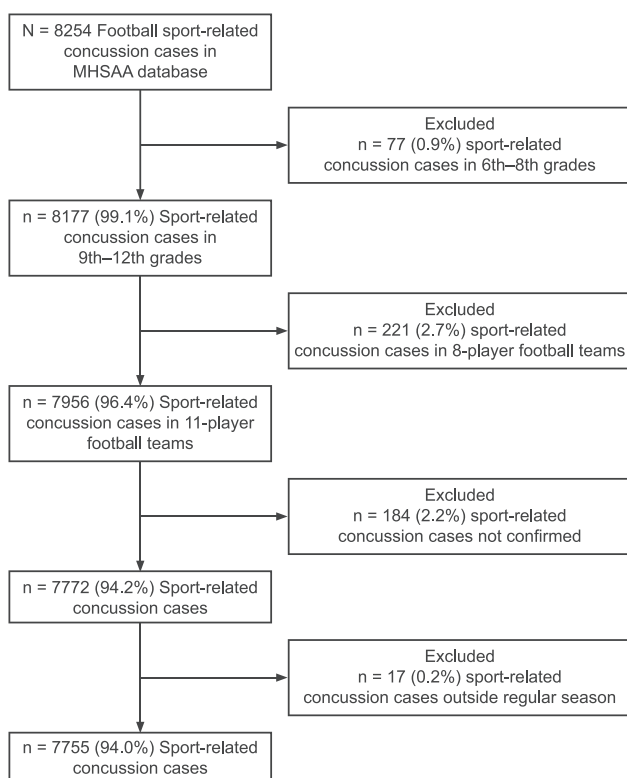 N = 8254 Football sport-related
concussion cases in
MHSAA database
Excluded
n = 77 (0.9%) sport-related
concussion cases in 6th–8th grades
n = 8177 (99.1%) Sport-related
concussion cases in
9th–12th grades
Excluded
n = 221 (2.7%) sport-related
concussion cases in 8-player football teams
n = 7956 (96.4%) Sport-related
concussion cases in 11-player
football teams
Excluded
n = 184 (2.2%) sport-related
concussion cases not confirmed
n = 7772 (94.2%) Sport-related
concussion cases
Excluded
n = 17 (0.2%) sport-related
concussion cases outside regular season
n = 7755 (94.0%) Sport-related
concussion cases